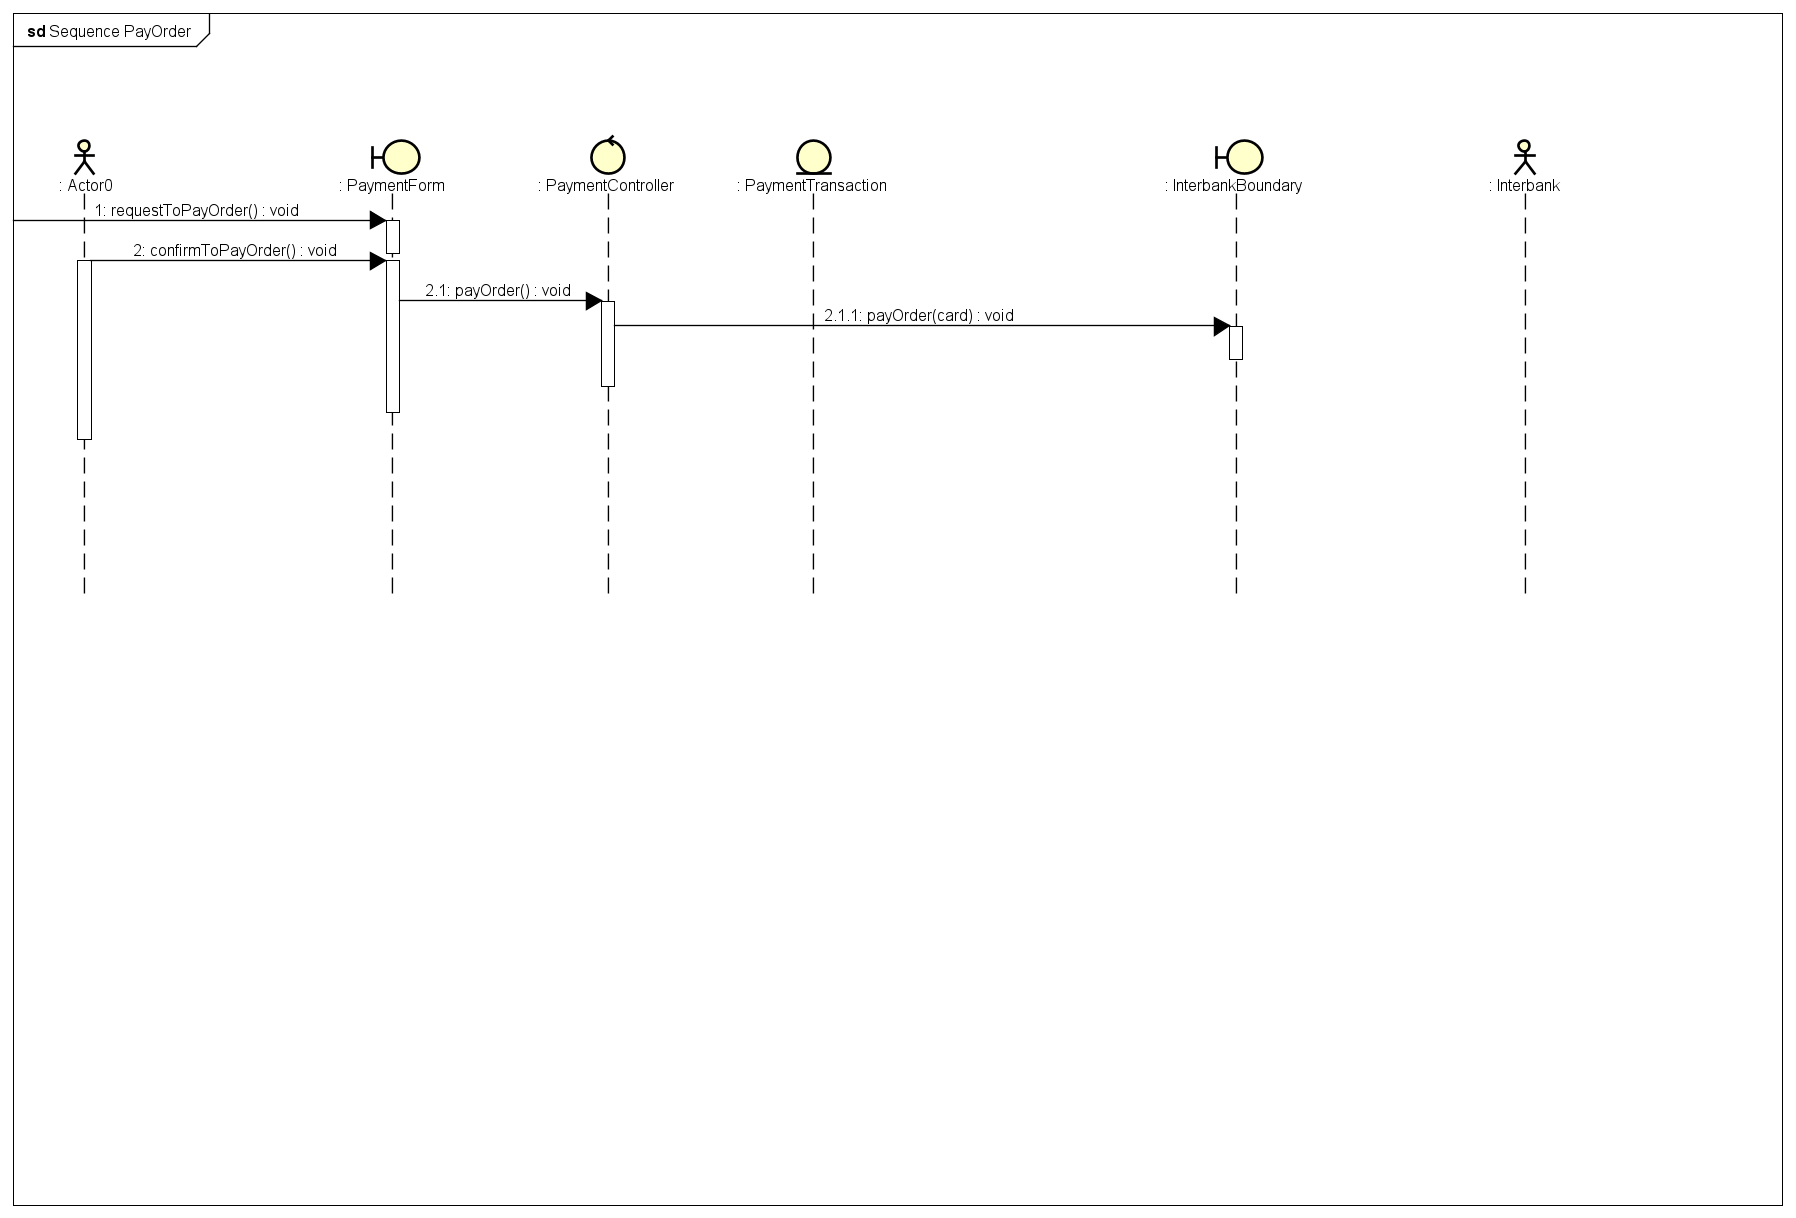 sd Sequence PayOrder
: Actor0
: PaymentForm
: PaymentController
: PaymentTransaction
: InterbankBoundary
: Interbank
1: requestToPayOrder() : void
2: confirmToPayOrder() : void
2.1: payOrder() : void
2.1.1: payOrder(card) : void